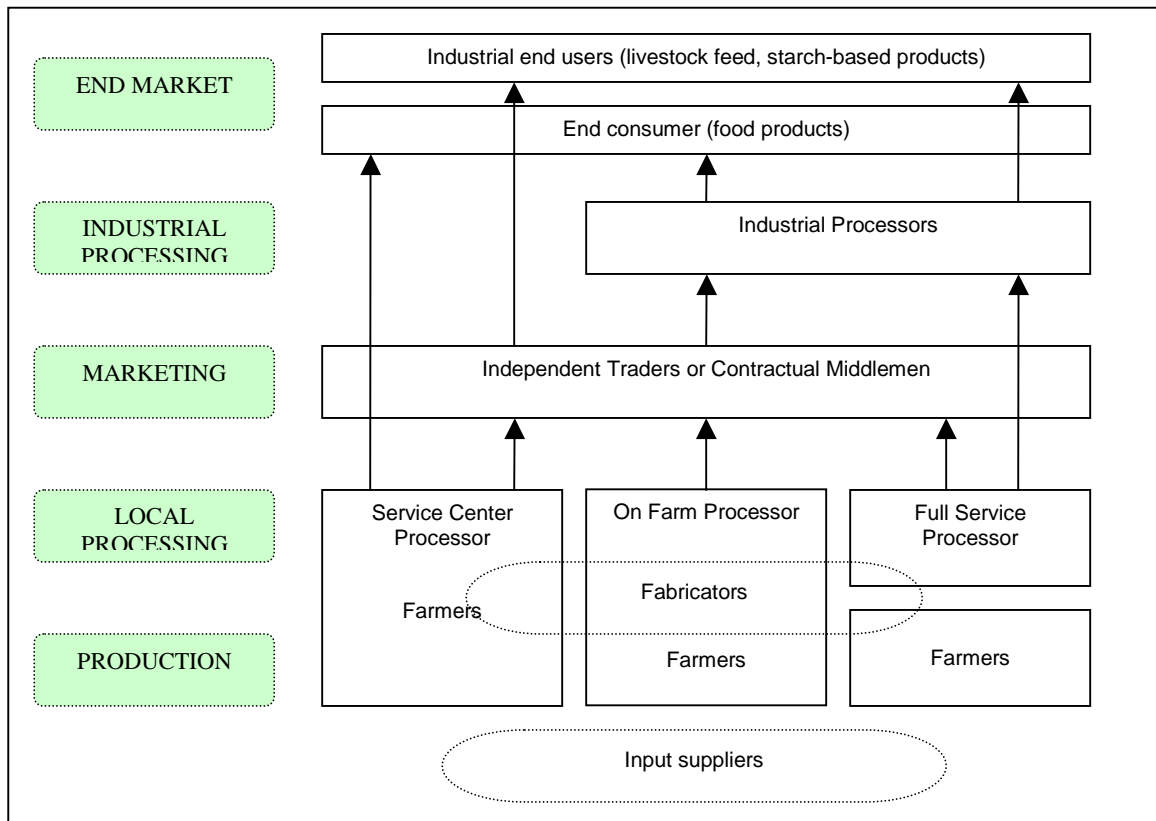 END MARKET
Industrial end users (livestock feed, starch-based products)
End consumer (food products)
INDUSTRIAL
PROCESSING
Industrial Processors
MARKETING
Independent Traders or Contractual Middlemen
LOCAL
PROCESSING
Service Center
Processor
On Farm Processor
Full Service
Processor
Fabricators
Farmers
PRODUCTION
Farmers
Farmers
Input suppliers